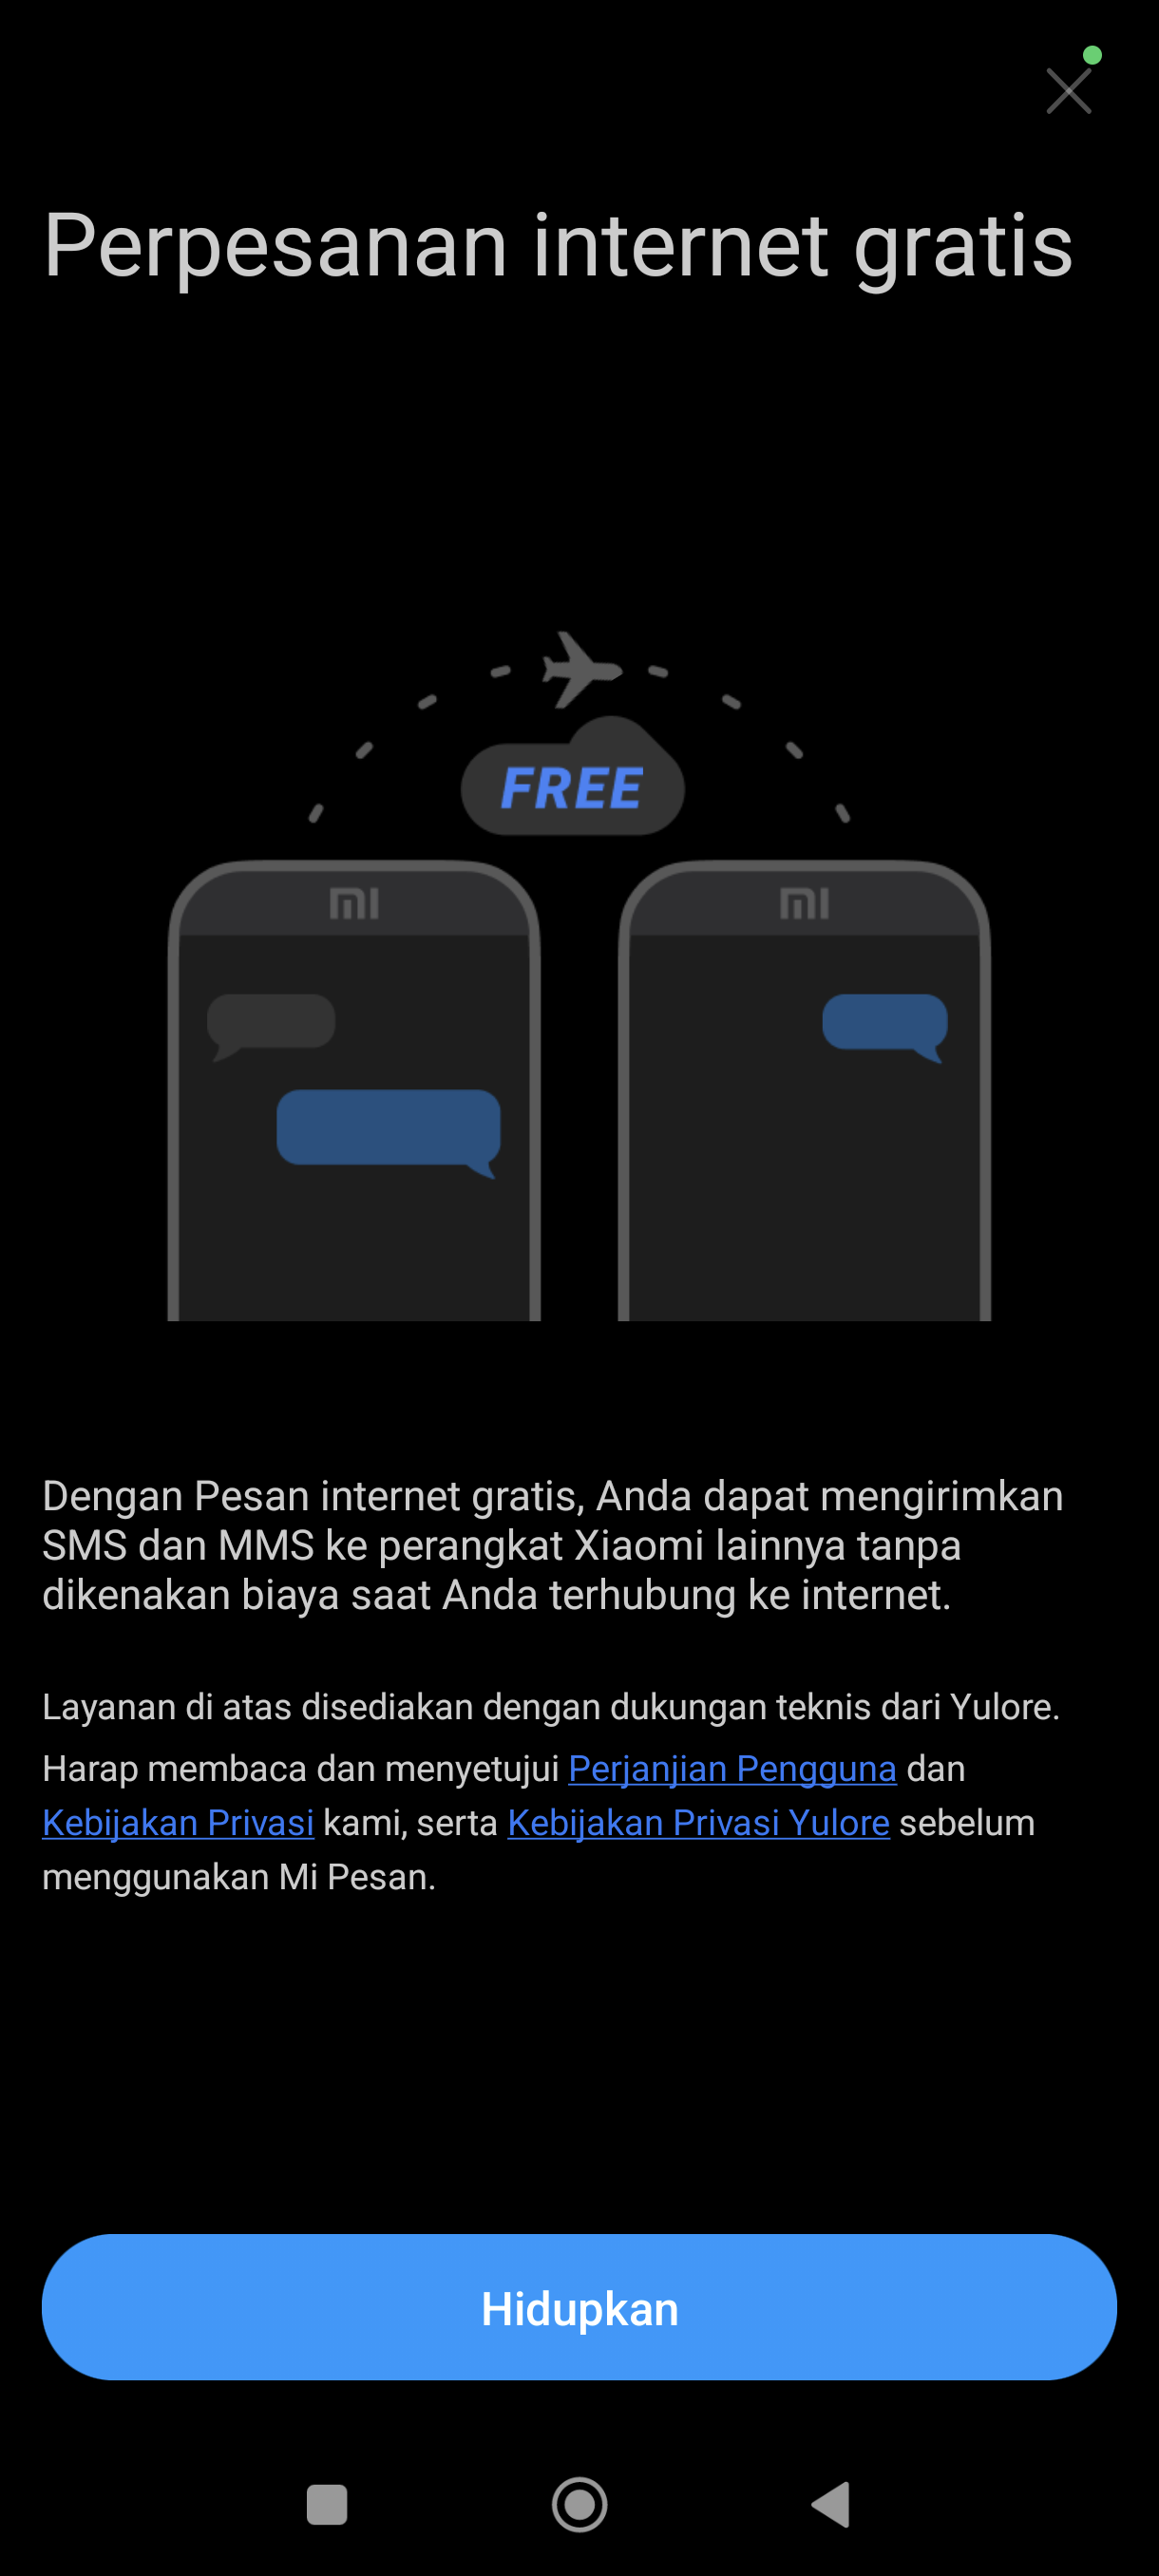 Perpesanan internet gratis
FREE
Dengan Pesan internet gratis, Anda dapat mengirimkan
SMS dan MMS ke perangkat Xiaomi lainnya tanpa
dikenakan biaya saat Anda terhubung ke internet.
Layanan di atas disediakan dengan dukungan teknis dari Yulore.
Harap membaca dan menyetujui Perjanjian Pengguna dan
Kebijakan Privasi kami, serta Kebijakan Privasi Yulore sebelum
menggunakan Mi Pesan.
Hidupkan